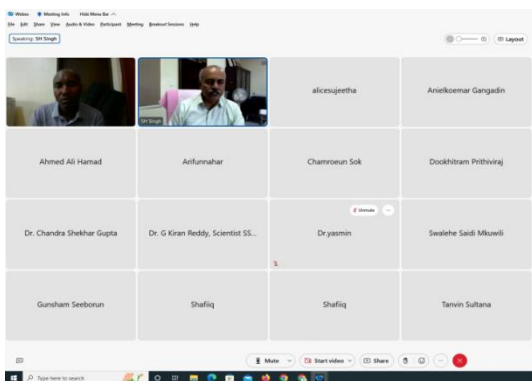 Webex Meeting Info Hide Menu Bar
File Edit Share View Audio & Video Participant Meeting Breakout Sessions Help
Speaking: SH Singh
Layout
SH Singh
alicesujeetha
Anielkoemar Gangadin
Ahmed Ali Hamad
Arifunnahar
Chamroeun Sok
Dookhitram Prithiviraj
Unmute
Dr. Chandra Shekhar Gupta
Dr. G Kiran Reddy, Scientist SS...
Dr.yasmin
Swalehe Saidi Mkuwili
Gunsham Seeborun
Shafiiq
Shafiiq
Tanvin Sultana
Mute
Start video
Share
Type here to search